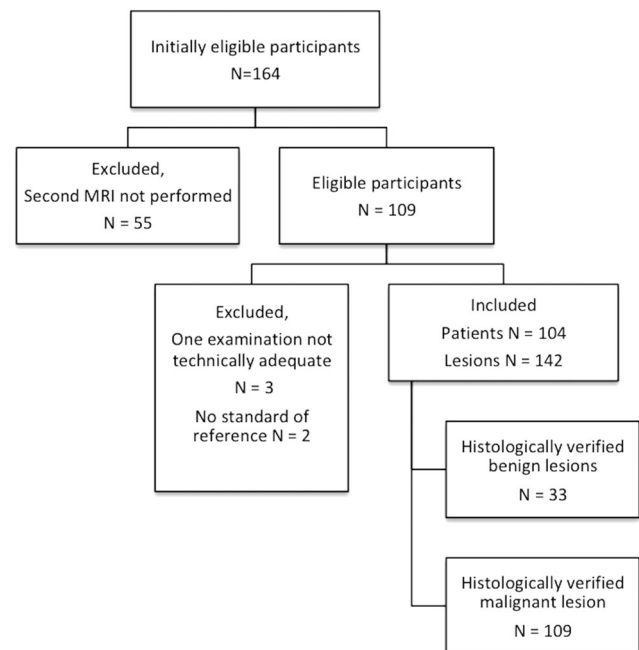 Initially eligible participants
N=164
Excluded,
Second MRI not performed
N = 55
Eligible participants
N = 109
Excluded,
One examination not
technically adequate
N = 3
No standard of
reference N = 2
Included
Patients N = 104
Lesions N = 142
Histologically verified
benign lesions
N = 33
Histologically verified
malignant lesion
N = 109